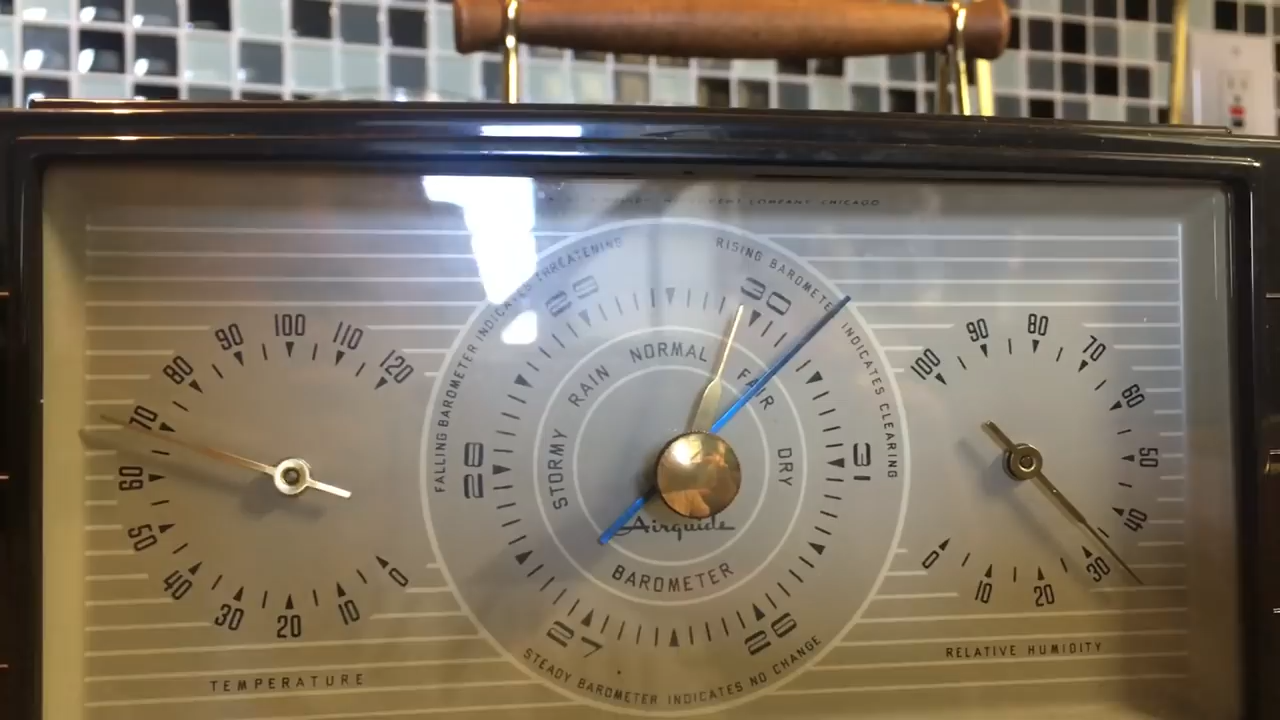 COMPANY CHICAGO
FALLING BAROMETER INDICATES THREATENING
RISING BAROMETER INDICATES CLEARING
STEADY BAROMETER INDICATES NO CHANGE
26 27 28 29 30 31
STORMY RAIN NORMAL FAIR DRY
Airguide
BAROMETER
0 10 20 30 40 50 60 70 80 90 100 110 120
TEMPERATURE
0 10 20 30 40 50 60 70 80 90 100
RELATIVE HUMIDITY